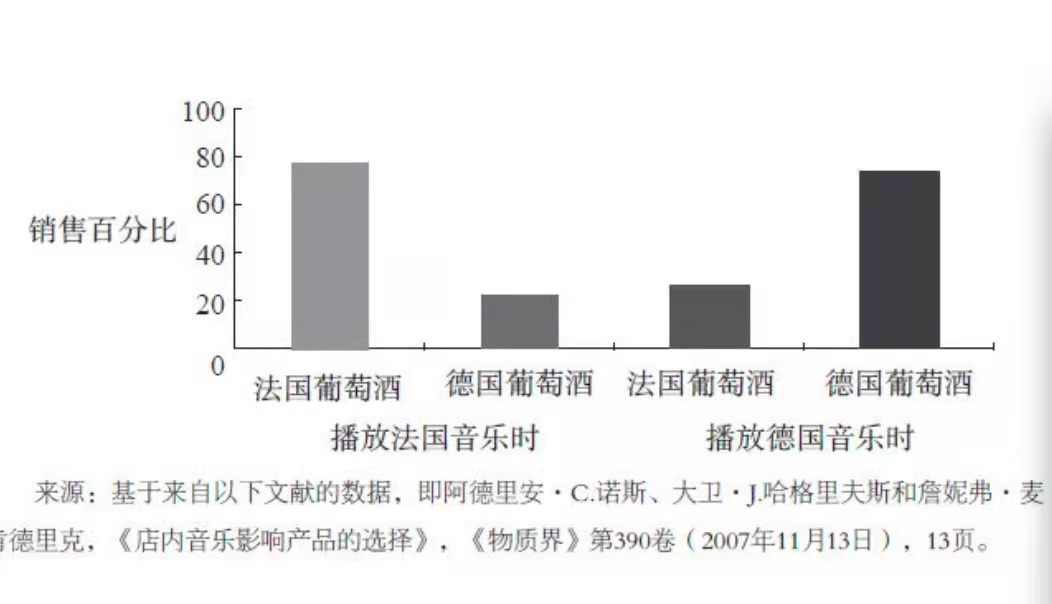 100
80
60
销售百分比
40
20
0
法国葡萄酒 德国葡萄酒 法国葡萄酒 德国葡萄酒
播放法国音乐时 播放德国音乐时
来源：基于来自以下文献的数据，即阿德里安·C.诺斯、大卫·J.哈格里夫斯和詹妮弗·麦
肯德里克，《店内音乐影响产品的选择》，《物质界》第390卷（2007年11月13日），13页。